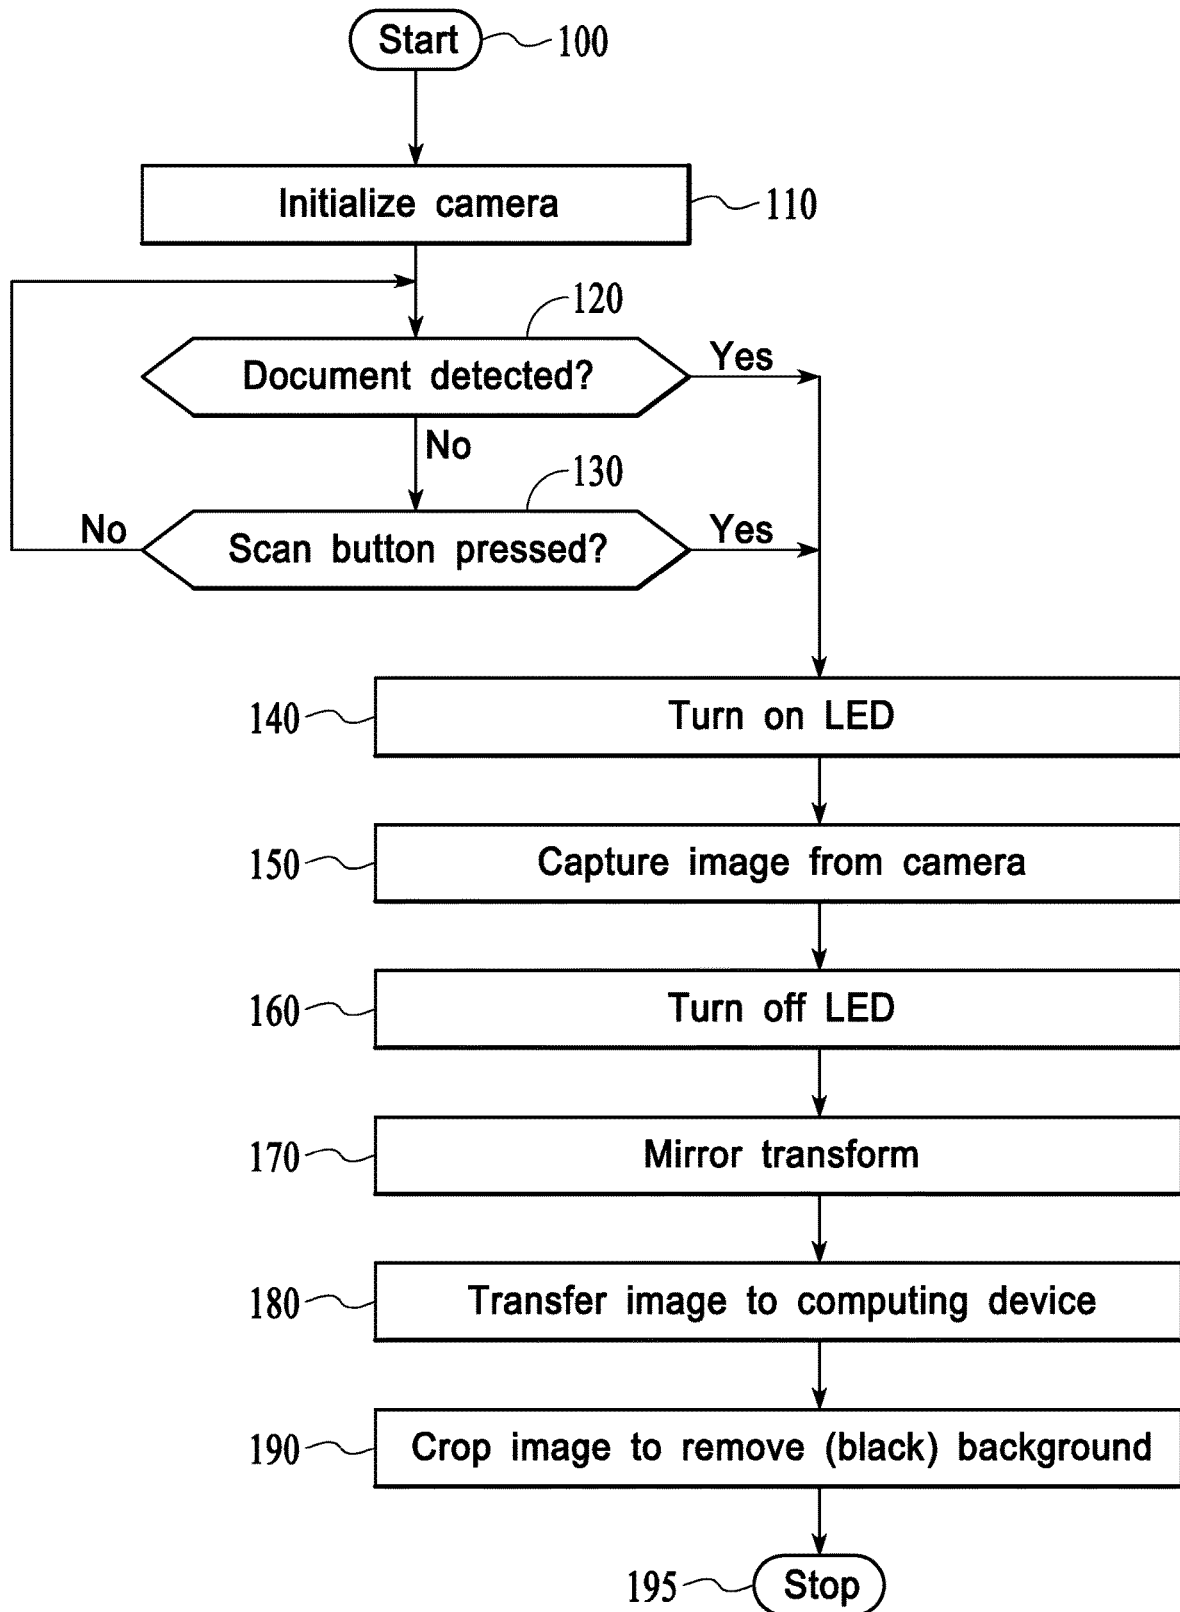 Start 100
Initialize camera 110
120
Document detected? Yes
No
130
No Scan button pressed? Yes
140 Turn on LED
150 Capture image from camera
160 Turn off LED
170 Mirror transform
180 Transfer image to computing device
190 Crop image to remove (black) background
195 Stop